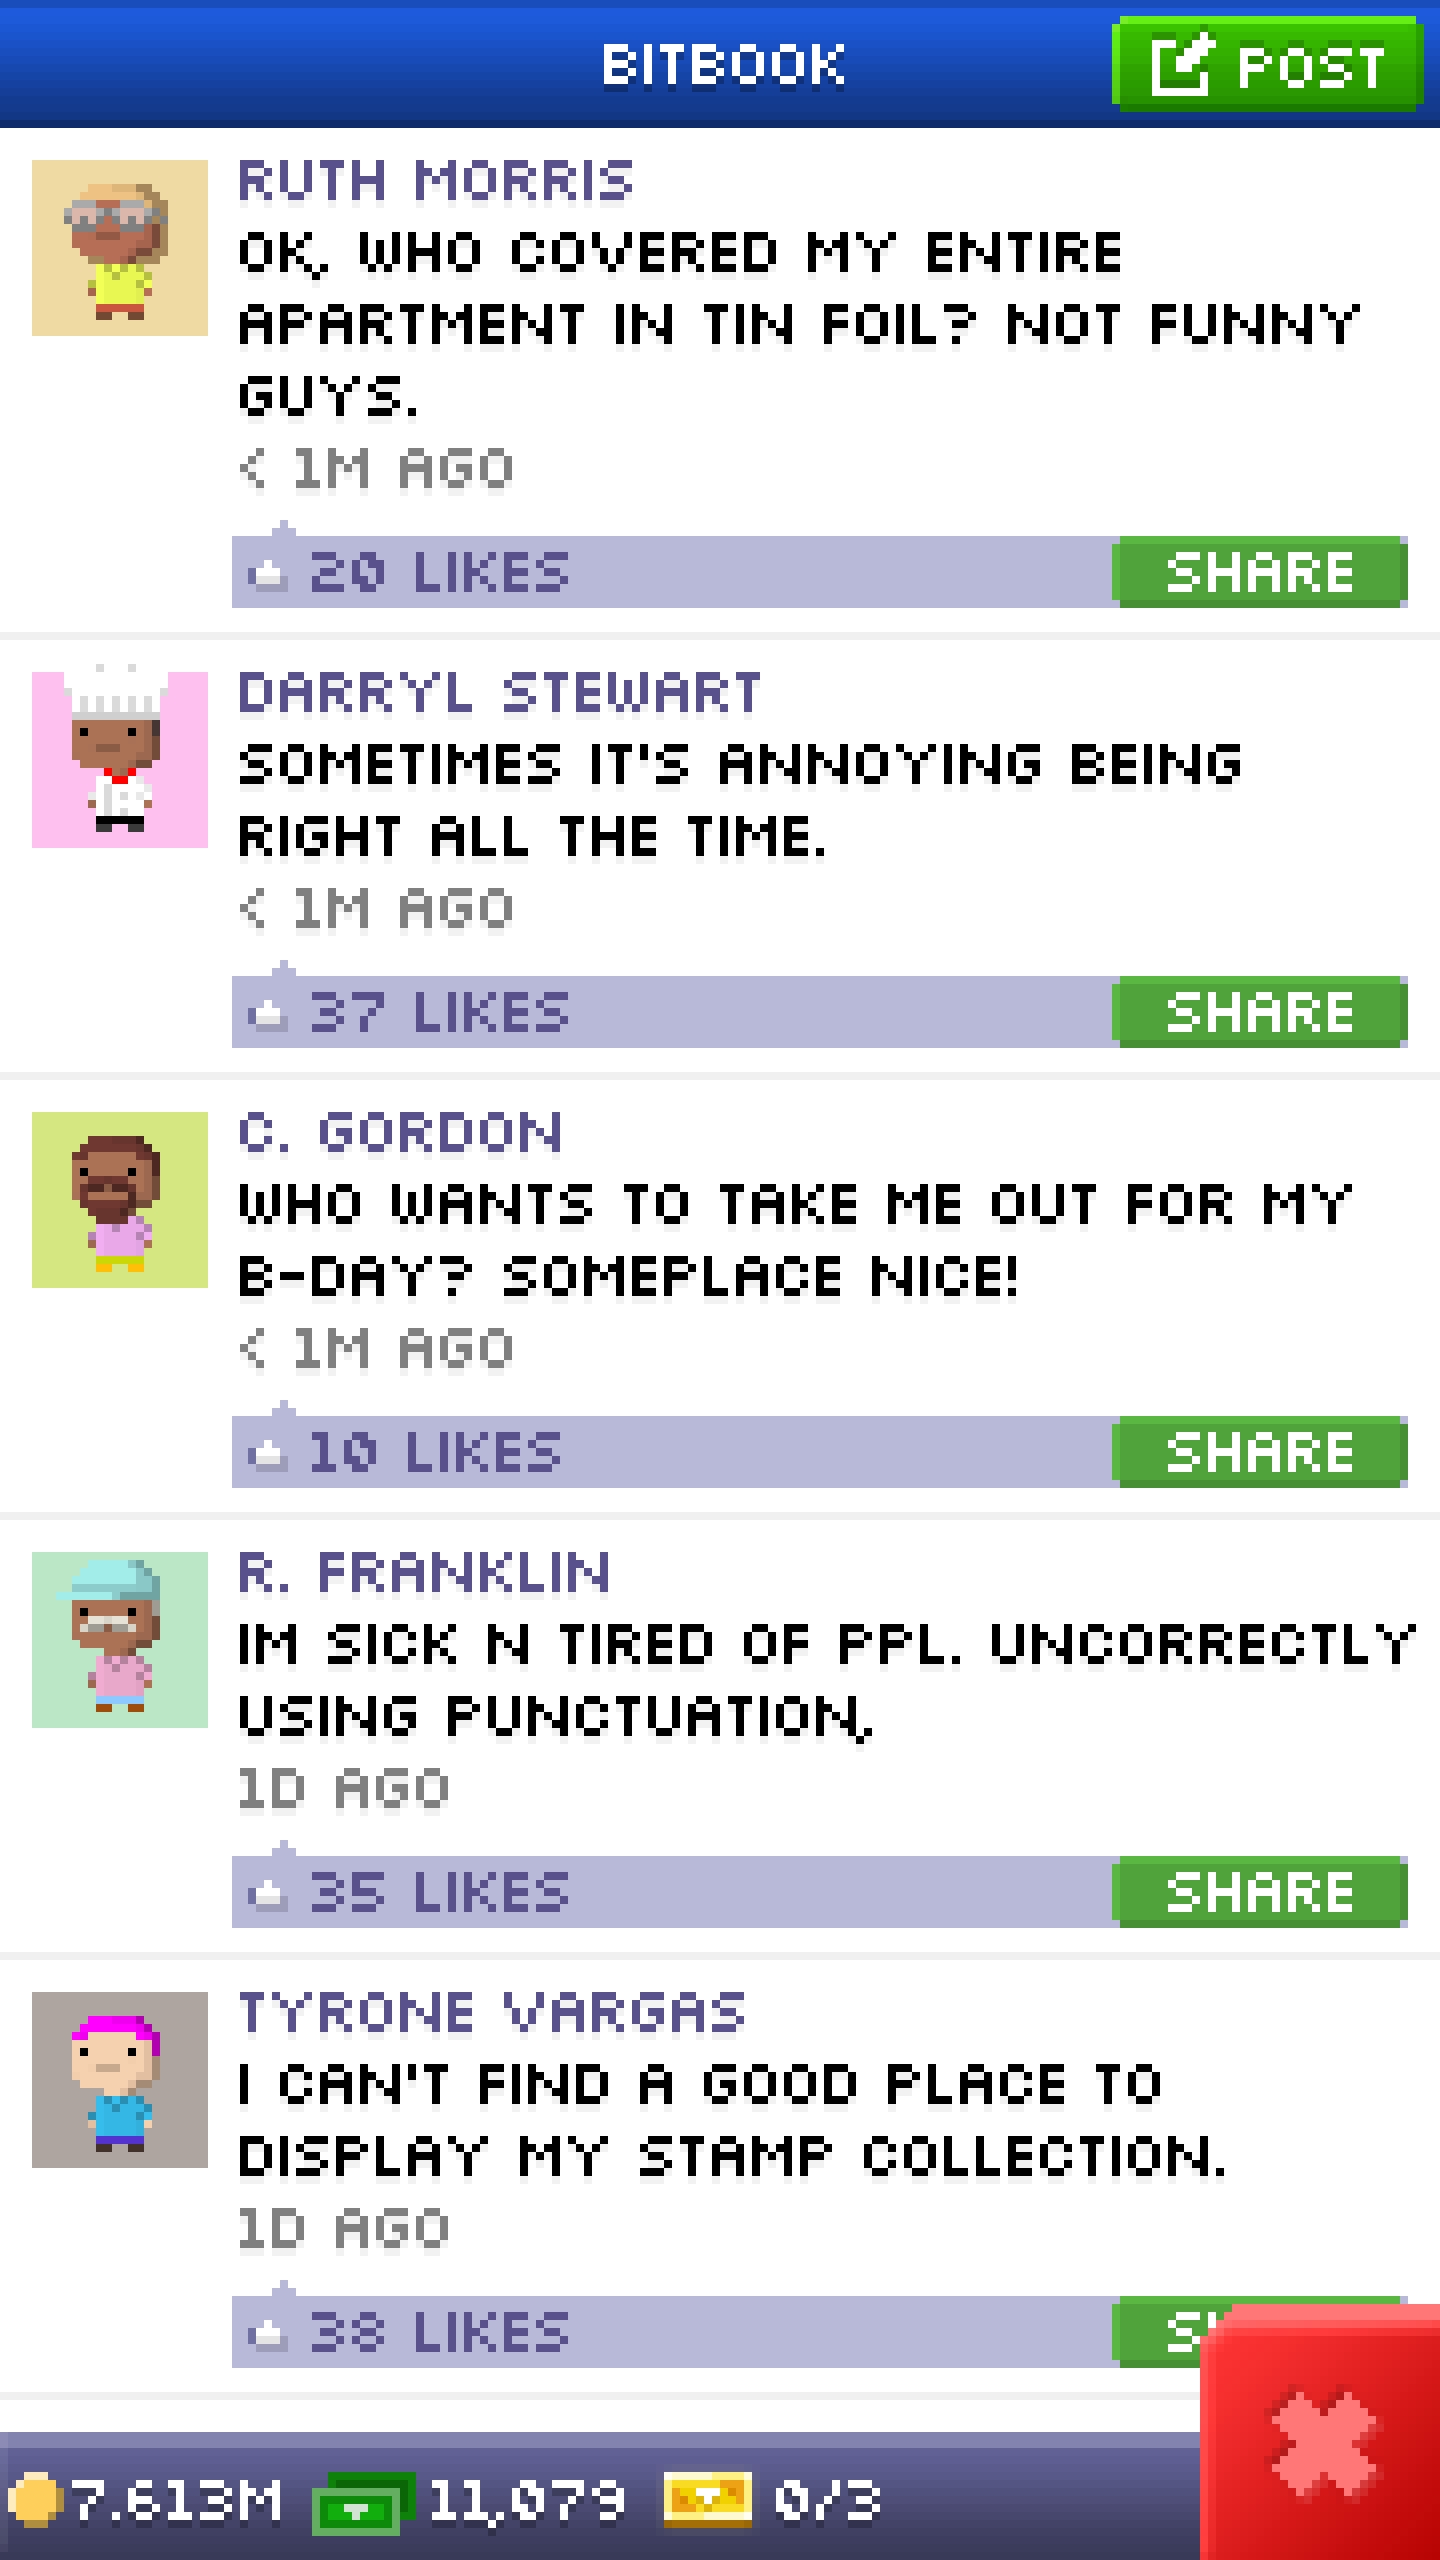 BITBOOK
POST
RUTH MORRIS
OK, WHO COVERED MY ENTIRE
APARTMENT IN TIN FOIL? NOT FUNNY
GUYS.
< 1M AGO
20 LIKES
SHARE
DARRYL STEWART
SOMETIMES IT'S ANNOYING BEING
RIGHT ALL THE TIME.
< 1M AGO
37 LIKES
SHARE
C. GORDON
WHO WANTS TO TAKE ME OUT FOR MY
B-DAY? SOMEPLACE NICE!
< 1M AGO
10 LIKES
SHARE
R. FRANKLIN
IM SICK N TIRED OF PPL. UNCORRECTLY
USING PUNCTUATION,
1D AGO
35 LIKES
SHARE
TYRONE VARGAS
I CAN'T FIND A GOOD PLACE TO
DISPLAY MY STAMP COLLECTION.
1D AGO
38 LIKES
7.613M 11,079 0/3